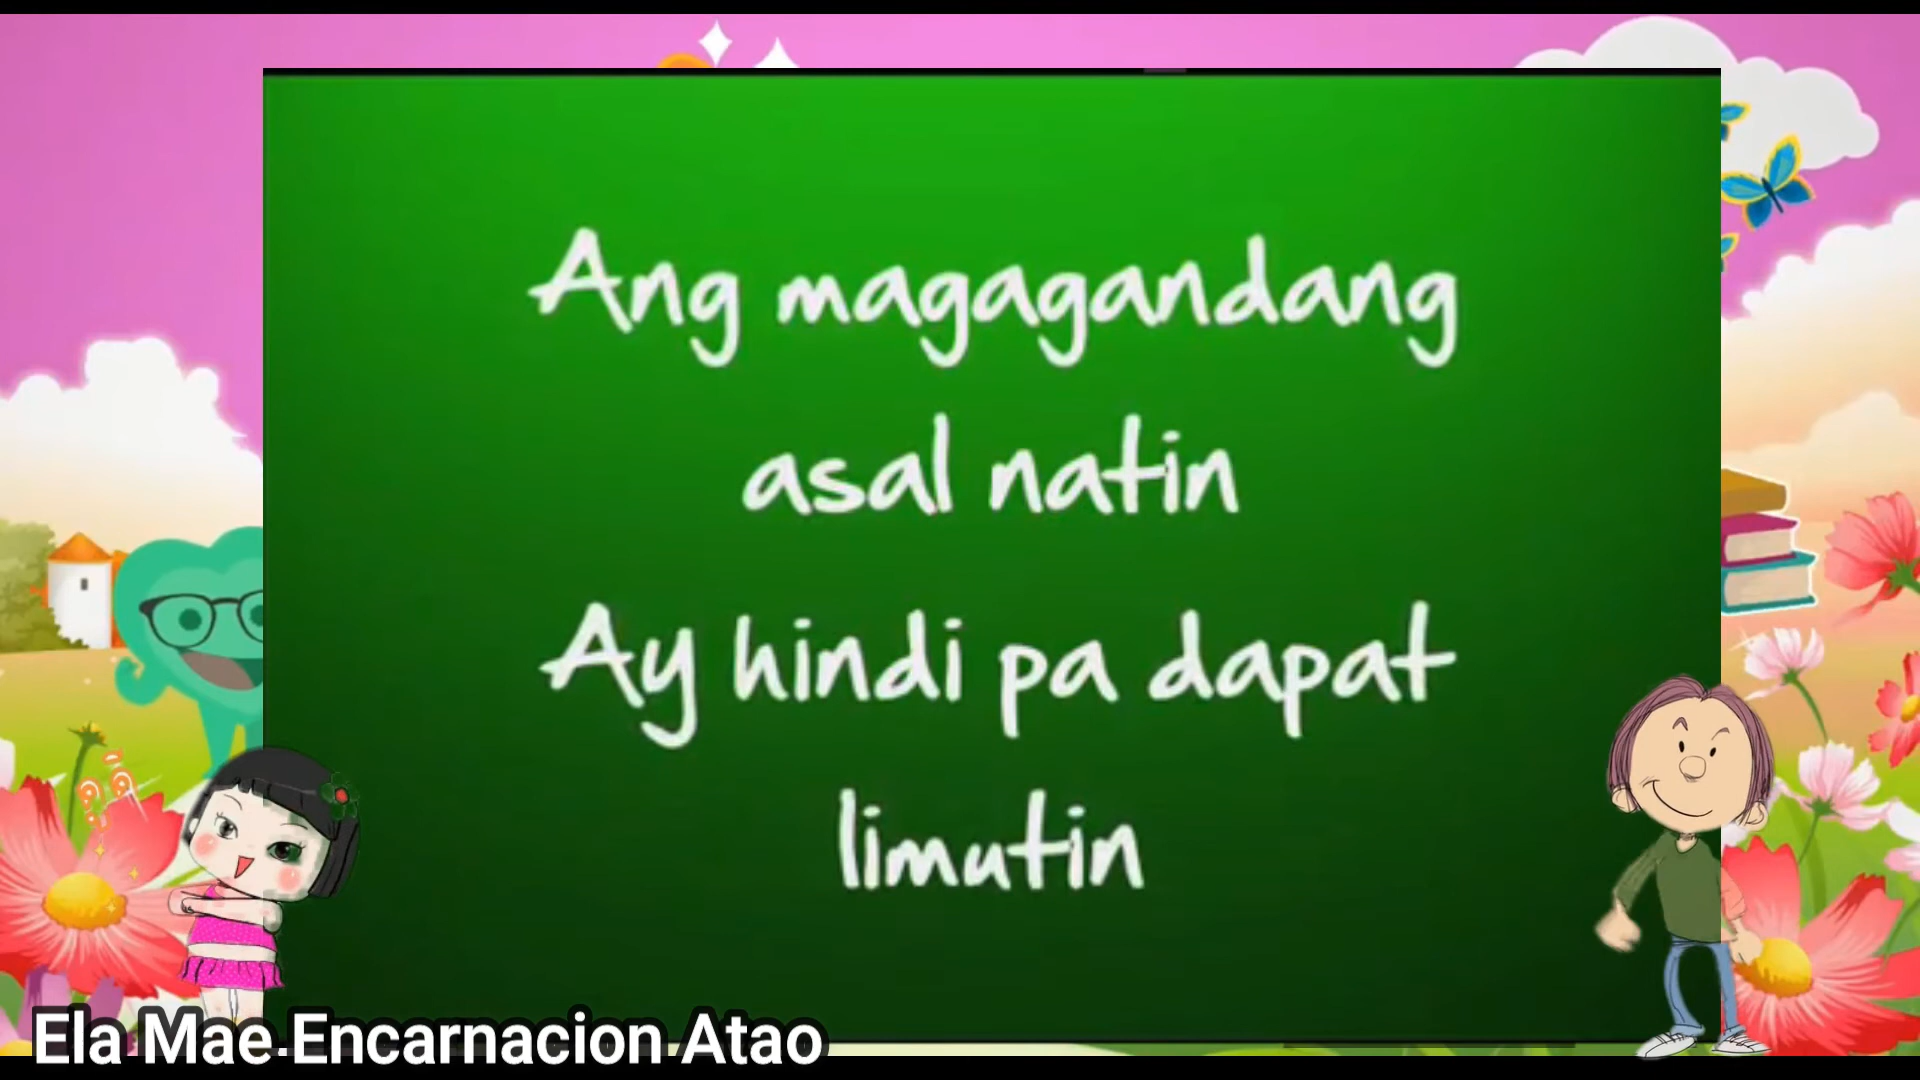 Ang magagandang
asal natin
Ay hindi pa dapat
limutin
Ela Mae Encarnacion Atao